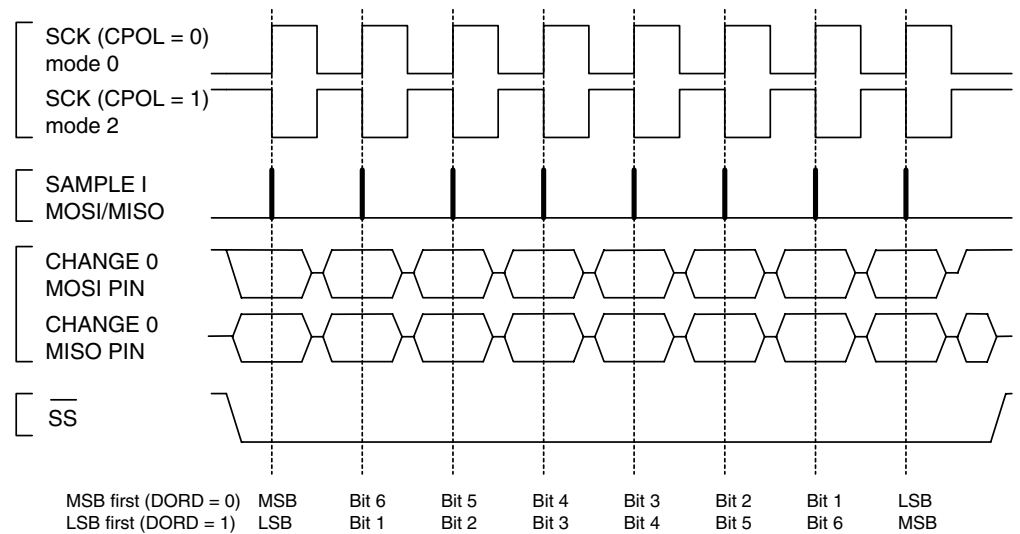 SCK (CPOL = 0)
mode 0
SCK (CPOL = 1)
mode 2
SAMPLE I
MOSI/MISO
CHANGE 0
MOSI PIN
CHANGE 0
MISO PIN
SS
MSB first (DORD = 0) MSB Bit 6 Bit 5 Bit 4 Bit 3 Bit 2 Bit 1 LSB
LSB first (DORD = 1) LSB Bit 1 Bit 2 Bit 3 Bit 4 Bit 5 Bit 6 MSB